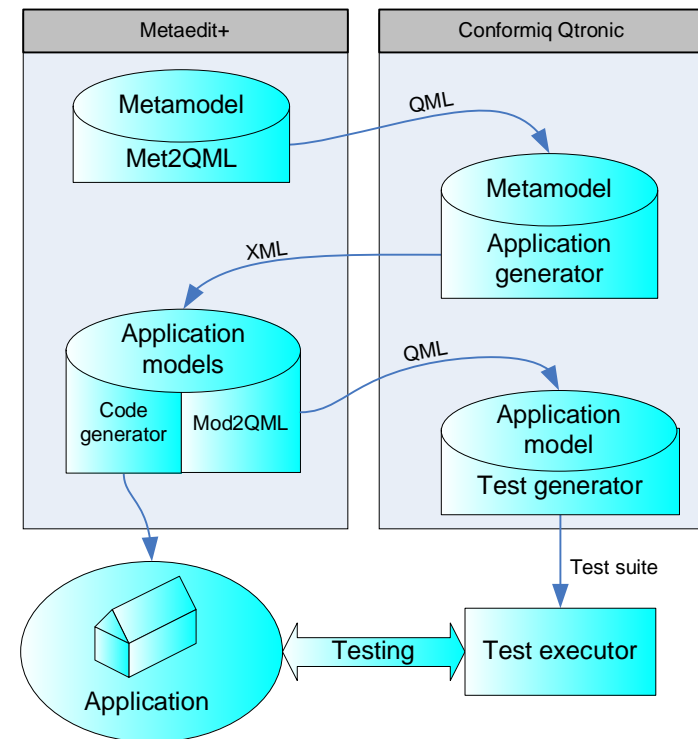 Metaedit+
Conformiq Qtronic
Metamodel
Met2QML
QML
Metamodel
Application
generator
XML
Application
models
Code
generator
Mod2QML
QML
Application
model
Test generator
Test suite
Application
Testing
Test executor